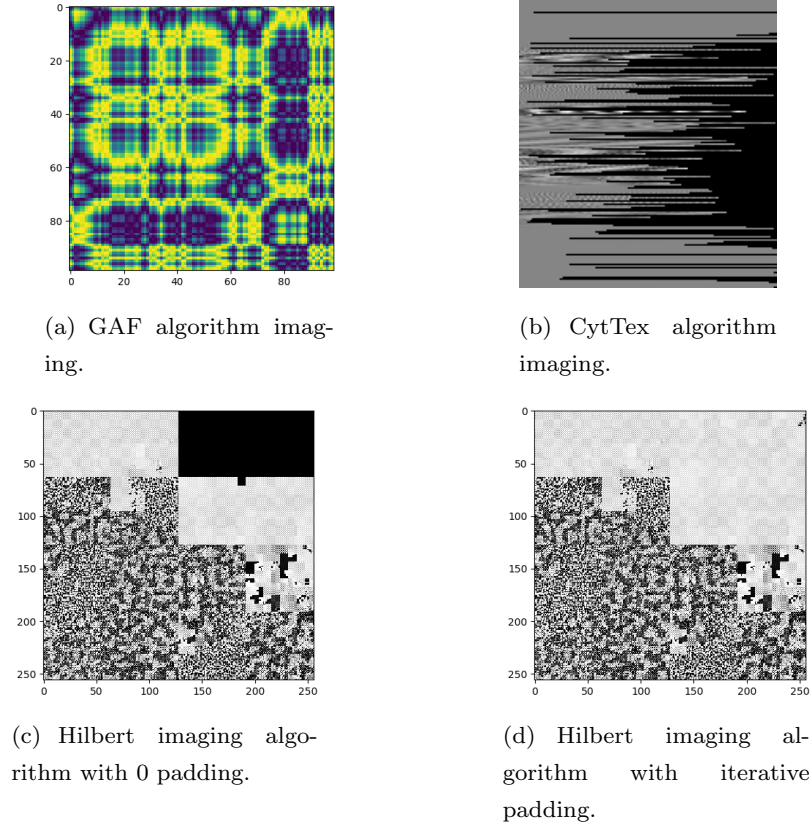 0
20
40
60
80
0 20 40 60 80
(a) GAF algorithm imag-
ing.
(b) CytTex algorithm
imaging.
0
50
100
150
200
250
0 50 100 150 200 250
(c) Hilbert imaging algo-
rithm with 0 padding.
0
50
100
150
200
250
0 50 100 150 200 250
(d) Hilbert imaging al-
gorithm with iterative
padding.